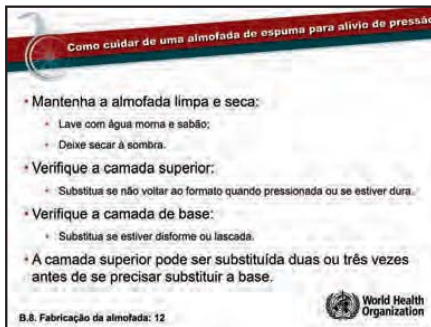 Como cuidar de uma almofada de espuma para alívio de pressão
• Mantenha a almofada limpa e seca:
• Lave com água morna e sabão;
• Deixe secar à sombra.
• Verifique a camada superior:
• Substitua se não voltar ao formato quando pressionada ou se estiver dura.
• Verifique a camada de base:
• Substitua se estiver disforme ou lascada.
• A camada superior pode ser substituída duas ou três vezes
antes de se precisar substituir a base.
World Health
Organization
B.8. Fabricação da almofada: 12